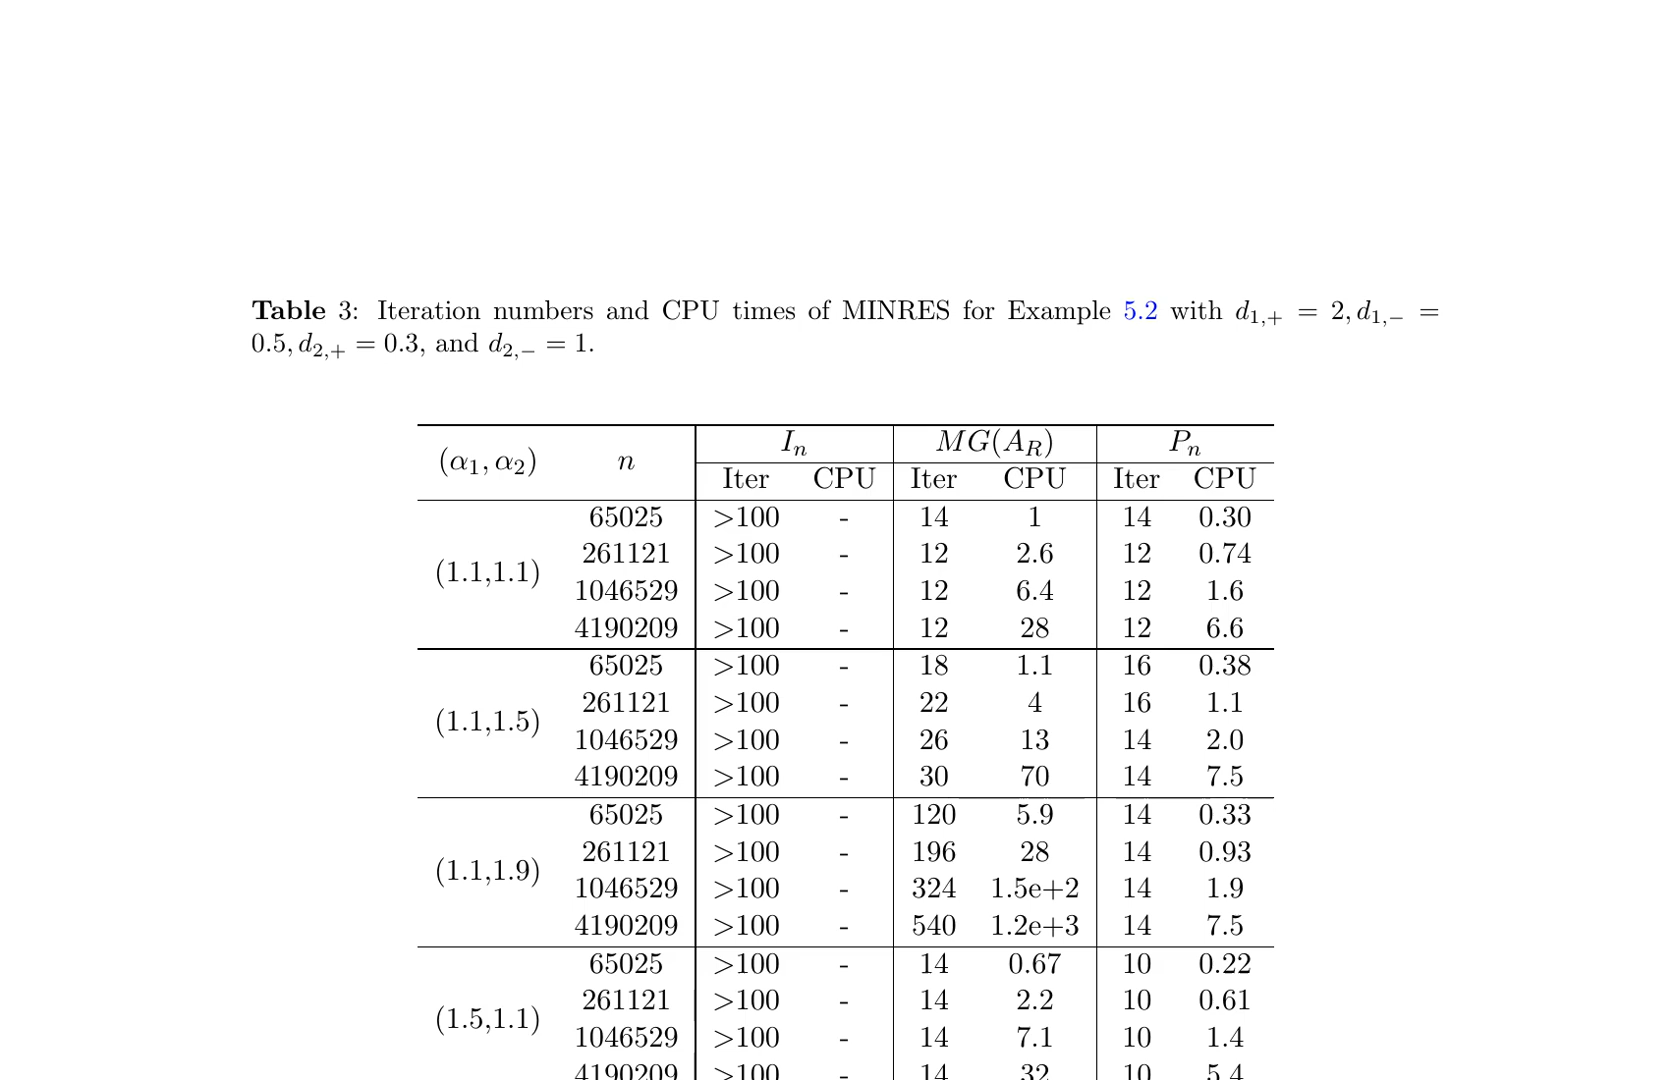 Table 3: Iteration numbers and CPU times of MINRES for Example 5.2 with d1,+ = 2, d1,− =
0.5, d2,+ = 0.3, and d2,− = 1.
(α1, α2) n In MG(AR) Pn
Iter CPU Iter CPU Iter CPU
(1.1,1.1) 65025 >100 - 14 1 14 0.30
261121 >100 - 12 2.6 12 0.74
1046529 >100 - 12 6.4 12 1.6
4190209 >100 - 12 28 12 6.6
(1.1,1.5) 65025 >100 - 18 1.1 16 0.38
261121 >100 - 22 4 16 1.1
1046529 >100 - 26 13 14 2.0
4190209 >100 - 30 70 14 7.5
(1.1,1.9) 65025 >100 - 120 5.9 14 0.33
261121 >100 - 196 28 14 0.93
1046529 >100 - 324 1.5e+2 14 1.9
4190209 >100 - 540 1.2e+3 14 7.5
(1.5,1.1) 65025 >100 - 14 0.67 10 0.22
261121 >100 - 14 2.2 10 0.61
1046529 >100 - 14 7.1 10 1.4
4190209 >100 - 14 32 10 5.4